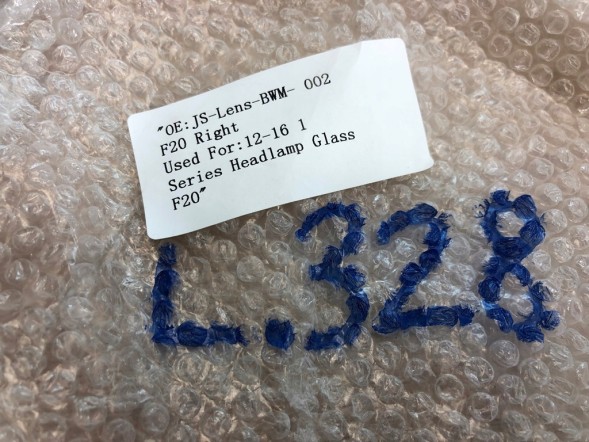 "OE:JS-Lens-BWM- 002
F20 Right
Used For:12-16 1
Series Headlamp Glass
F20"
L.328